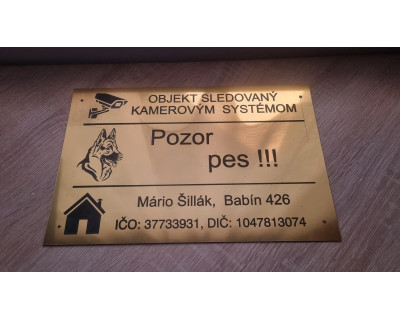 OBJEKT SLEDOVANÝ
KAMEROVÝM SYSTÉMOM
Pozor
pes !!!
Mário Šillák, Babín 426
IČO: 37733931, DIČ: 1047813074